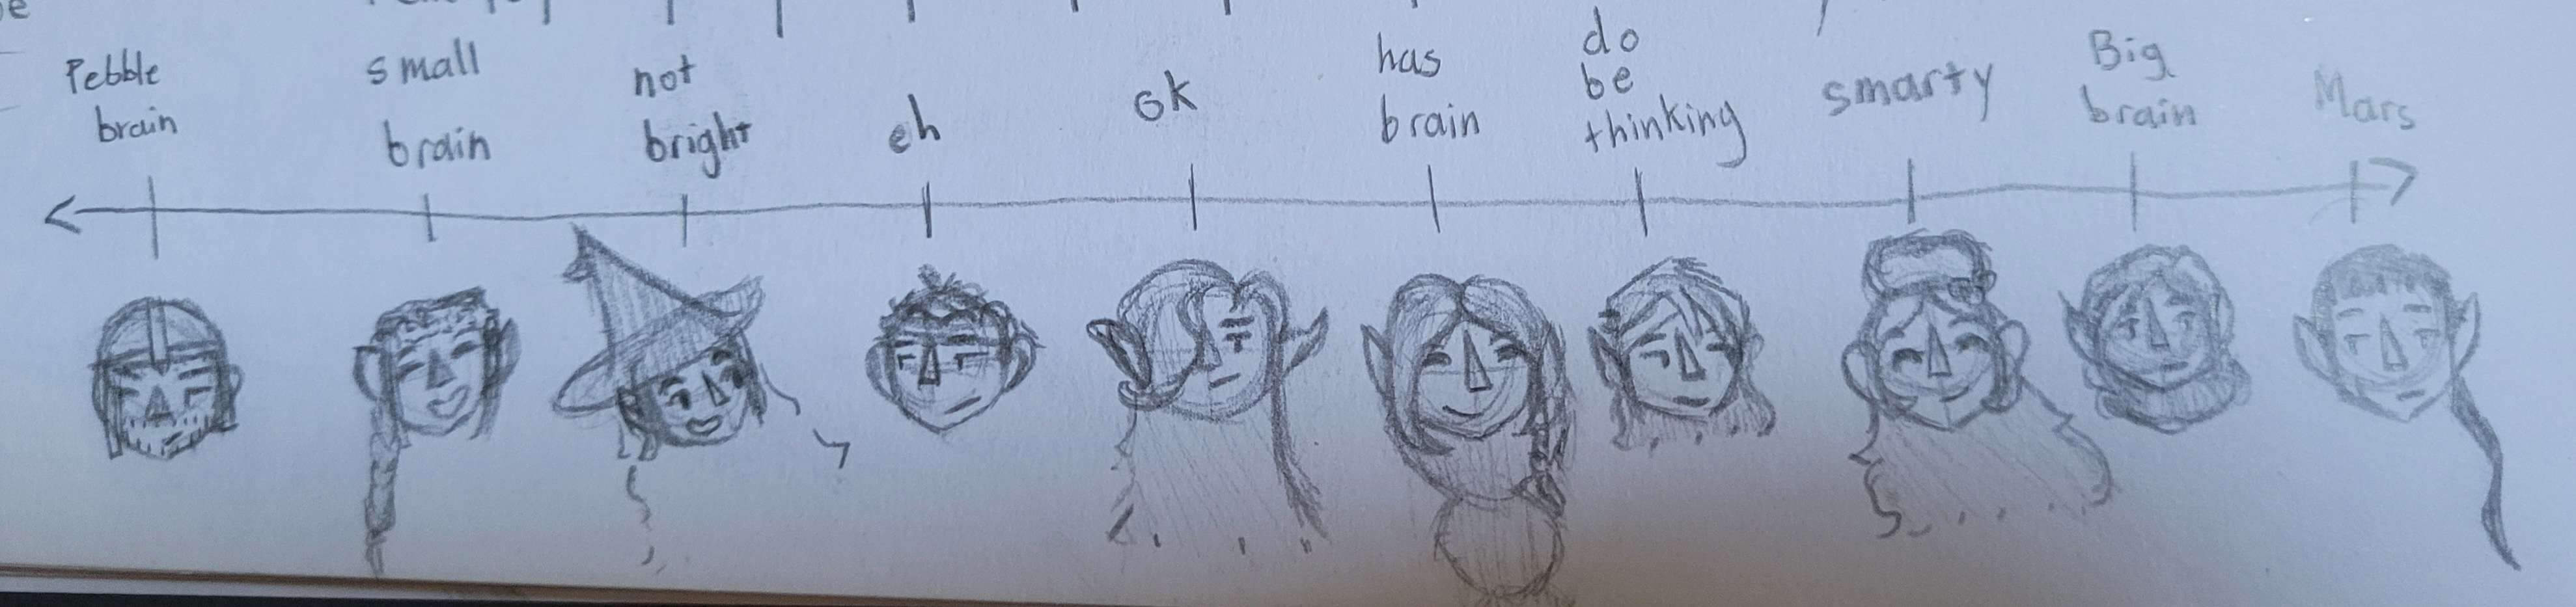 Pebble
brain
small
brain
not
bright
eh
ok
has
brain
do
be
thinking
smarty
Big
brain
Mars